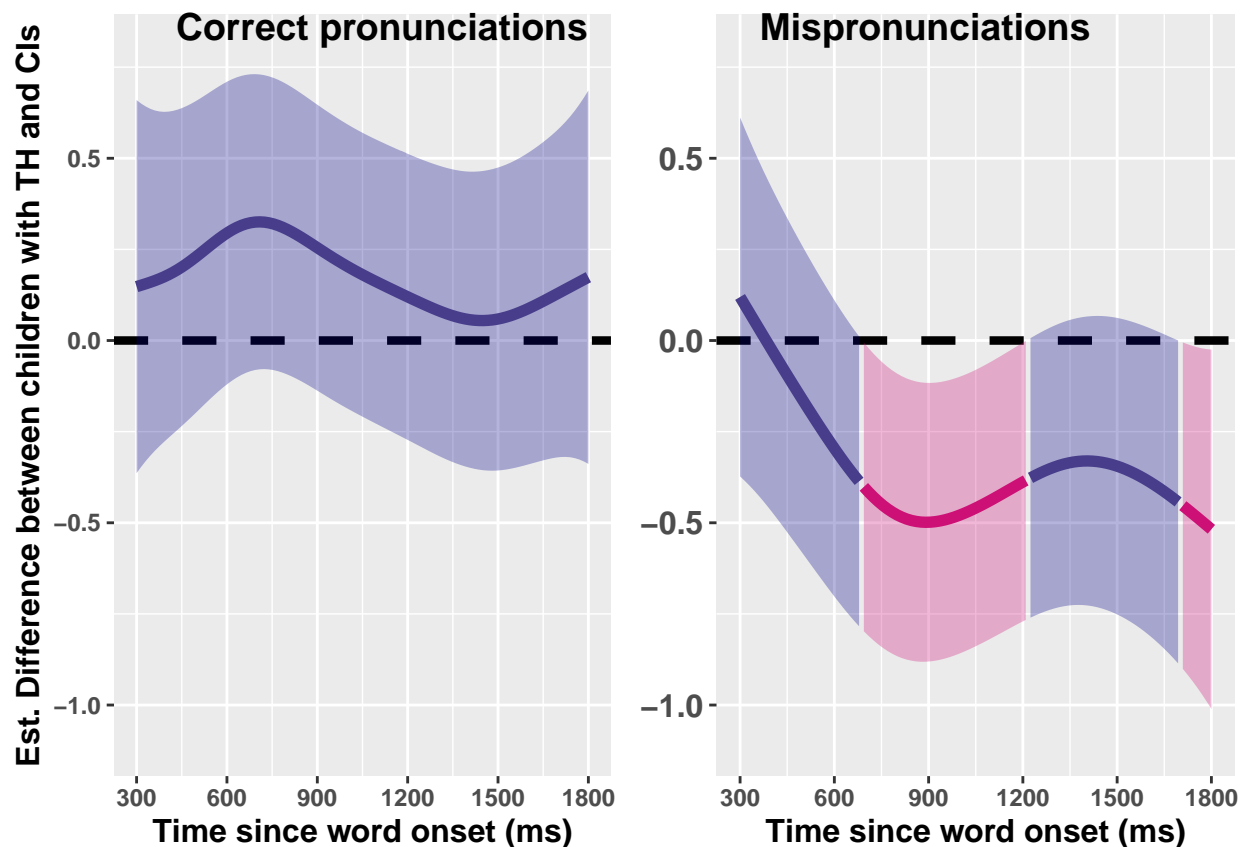 Correct pronunciations
Mispronunciations
Est. Difference between children with TH and CIs
0.5
0.0
−0.5
−1.0
300 600 900 1200 1500 1800
Time since word onset (ms)
0.5
0.0
−0.5
−1.0
300 600 900 1200 1500 1800
Time since word onset (ms)